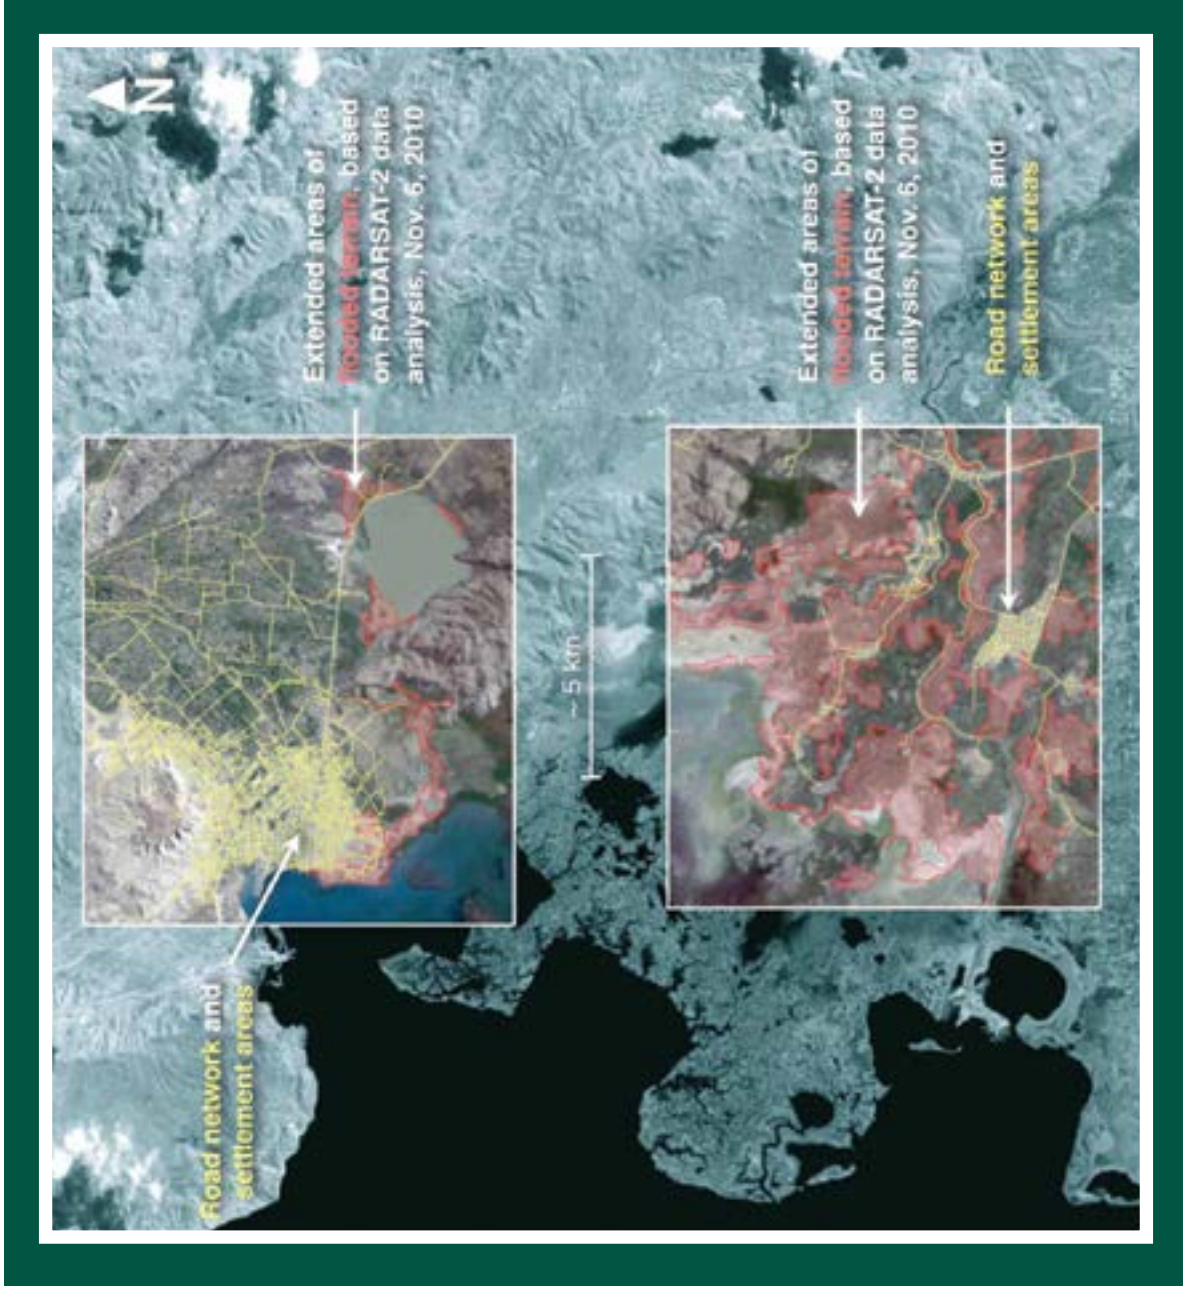 N
Extended areas of
flooded terrain, based
on RADARSAT-2 data
analysis, Nov. 6, 2010
Road network and
settlement areas
~ 5 km
Extended areas of
flooded terrain, based
on RADARSAT-2 data
analysis, Nov. 6, 2010
Road network and
settlement areas